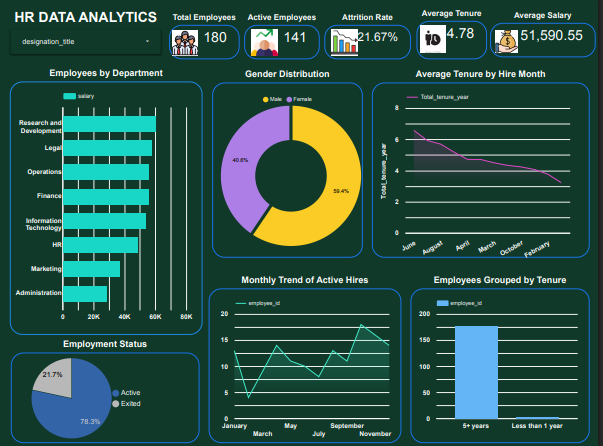 HR DATA ANALYTICS
designation_title
Total Employees
180
Active Employees
141
Attrition Rate
21.67%
Average Tenure
4.78
Average Salary
51,590.55
Employees by Department
salary
Research and
Development
Legal
Operations
Finance
Information
Technology
HR
Marketing
Administration
0 20K 40K 60K 80K
Gender Distribution
Male Female
40.6%
59.4%
Average Tenure by Hire Month
Total_tenure_year
Total_tenure_year
8
6
4
2
0
June August April March October February
Employment Status
21.7%
78.3%
Active
Exited
Monthly Trend of Active Hires
employee_id
20
15
10
5
0
January May September
March July November
Employees Grouped by Tenure
employee_id
200
150
100
50
0
5+ years Less than 1 year